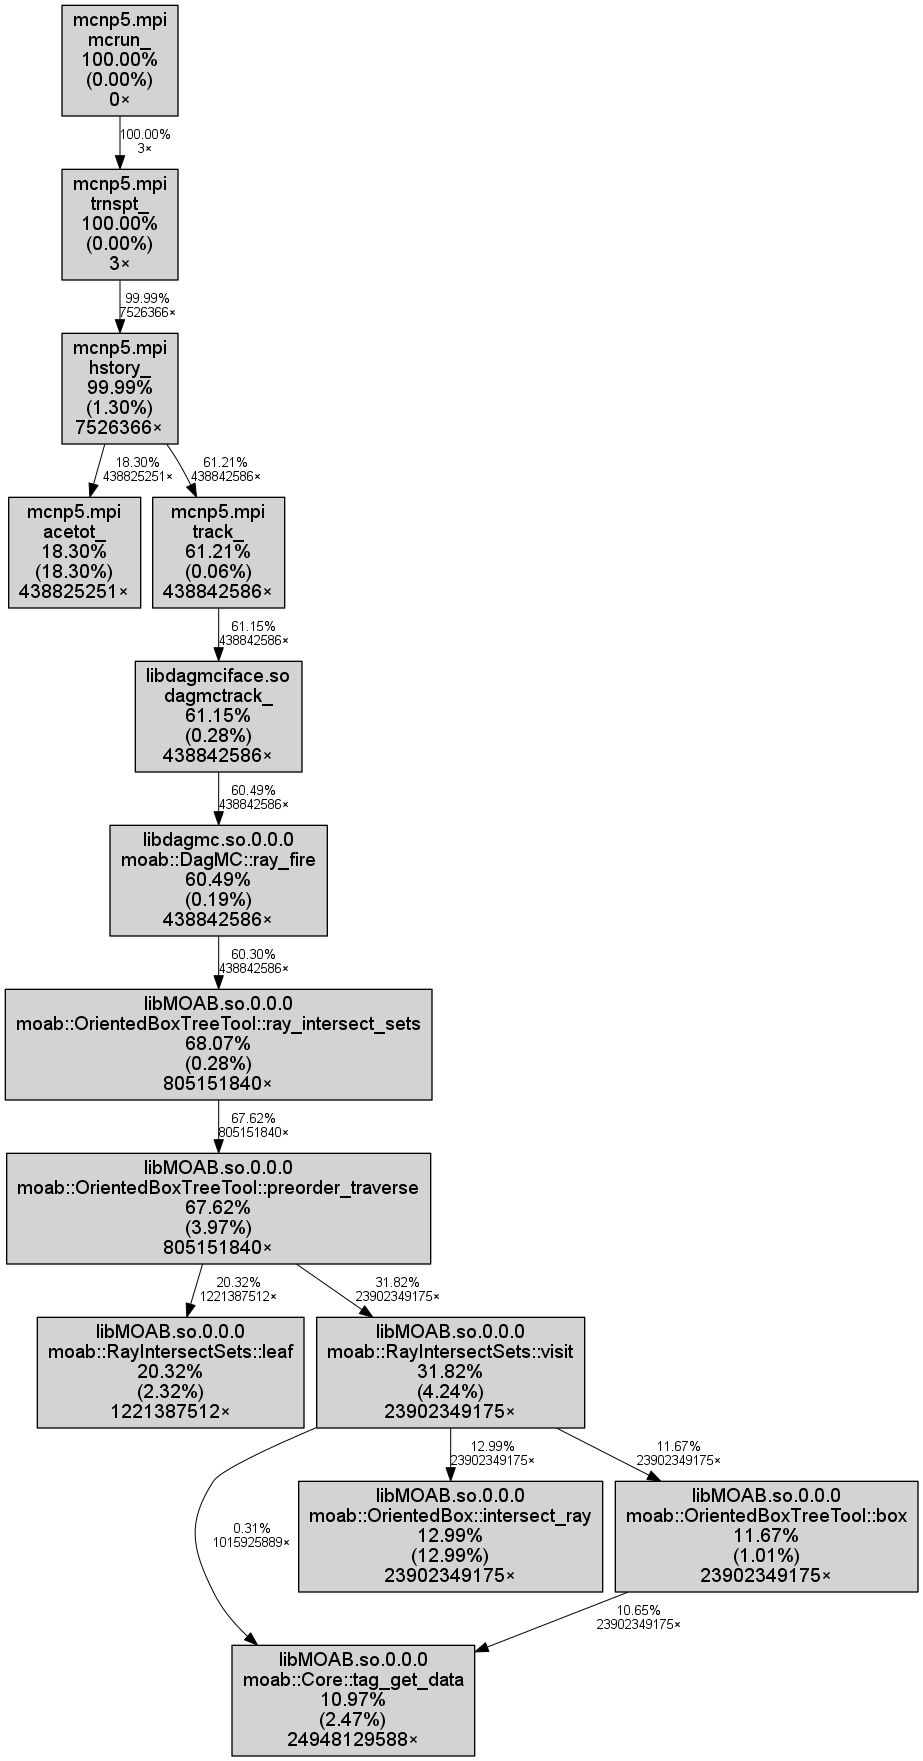 mcnp5.mpi
mcrun_
100.00%
(0.00%)
0×
100.00%
3×
mcnp5.mpi
trnspt_
100.00%
(0.00%)
3×
99.99%
7526366×
mcnp5.mpi
hstory_
99.99%
(1.30%)
7526366×
18.30%
438825251×
61.21%
438842586×
mcnp5.mpi
acetot_
18.30%
(18.30%)
438825251×
mcnp5.mpi
track_
61.21%
(0.06%)
438842586×
61.15%
438842586×
libdagmciface.so
dagmctrack_
61.15%
(0.28%)
438842586×
60.49%
438842586×
libdagmc.so.0.0.0
moab::DagMC::ray_fire
60.49%
(0.19%)
438842586×
60.30%
438842586×
libMOAB.so.0.0.0
moab::OrientedBoxTreeTool::ray_intersect_sets
68.07%
(0.28%)
805151840×
67.62%
805151840×
libMOAB.so.0.0.0
moab::OrientedBoxTreeTool::preorder_traverse
67.62%
(3.97%)
805151840×
20.32%
1221387512×
31.82%
23902349175×
libMOAB.so.0.0.0
moab::RayIntersectSets::leaf
20.32%
(2.32%)
1221387512×
libMOAB.so.0.0.0
moab::RayIntersectSets::visit
31.82%
(4.24%)
23902349175×
0.31%
1015925889×
12.99%
23902349175×
11.67%
23902349175×
libMOAB.so.0.0.0
moab::OrientedBox::intersect_ray
12.99%
(12.99%)
23902349175×
libMOAB.so.0.0.0
moab::OrientedBoxTreeTool::box
11.67%
(1.01%)
23902349175×
10.65%
23902349175×
libMOAB.so.0.0.0
moab::Core::tag_get_data
10.97%
(2.47%)
24948129588×